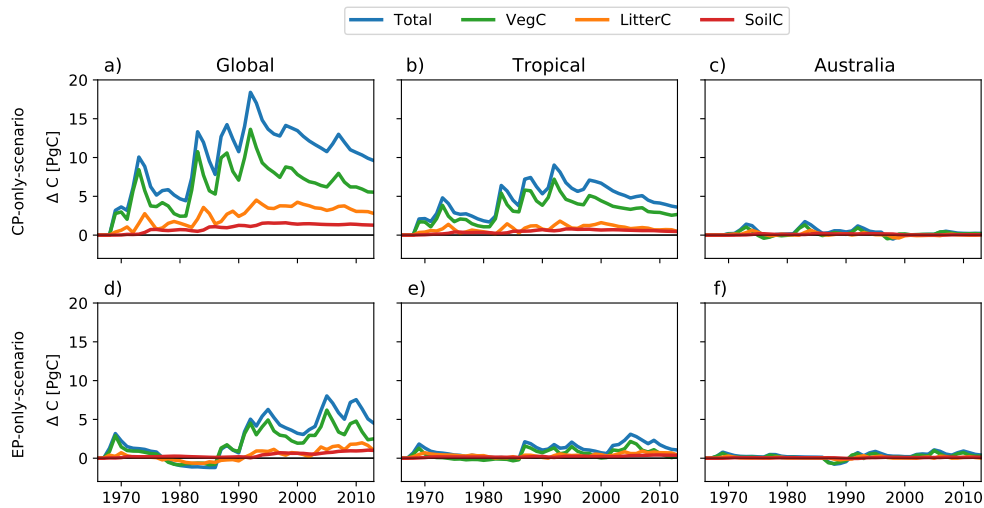 Total VegC LitterC SoilC
a) Global b) Tropical c) Australia
CP-only-scenario
Δ C [PgC]
20
15
10
5
0
1970 1980 1990 2000 2010 1970 1980 1990 2000 2010 1970 1980 1990 2000 2010
d) e) f)
EP-only-scenario
Δ C [PgC]
20
15
10
5
0